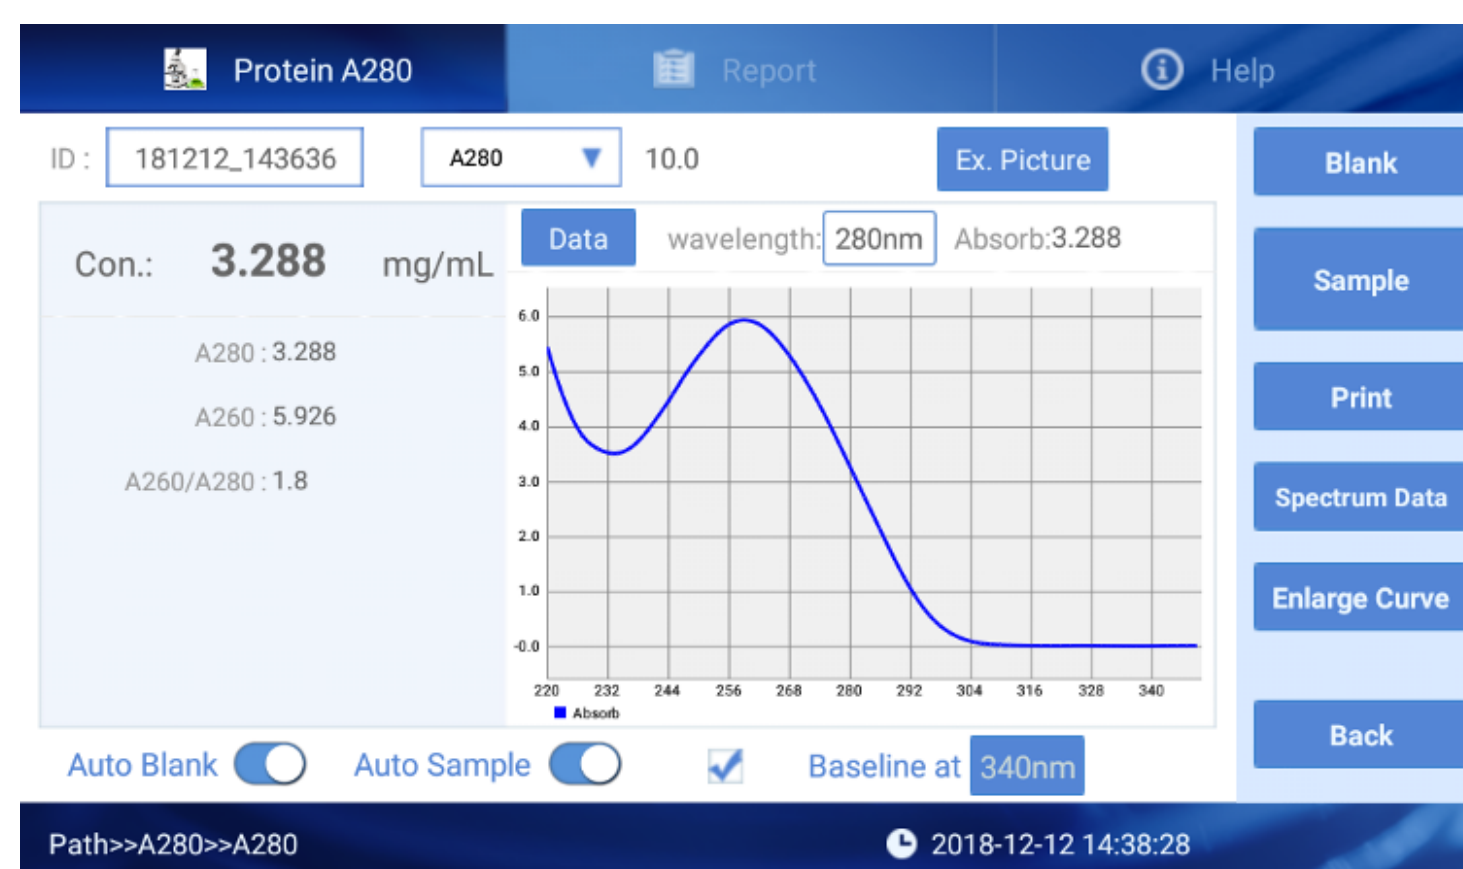 Protein A280 Report Help
ID : 181212_143636 A280 10.0 Ex. Picture Blank
Data wavelength: 280nm Absorb:3.288
Con.: 3.288 mg/mL
Sample
A280 : 3.288
A260 : 5.926
A260/A280 : 1.8
6.0
5.0
4.0
3.0
2.0
1.0
-0.0
220 232 244 256 268 280 292 304 316 328 340
Absorb
Print
Spectrum Data
Enlarge Curve
Back
Auto Blank Auto Sample Baseline at 340nm
Path>>A280>>A280 2018-12-12 14:38:28